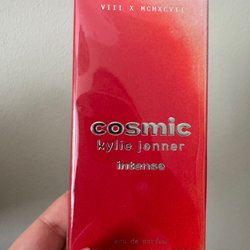 VIII X MCMXCVII
cosmic
kylie jenner
intense
eau de parfum